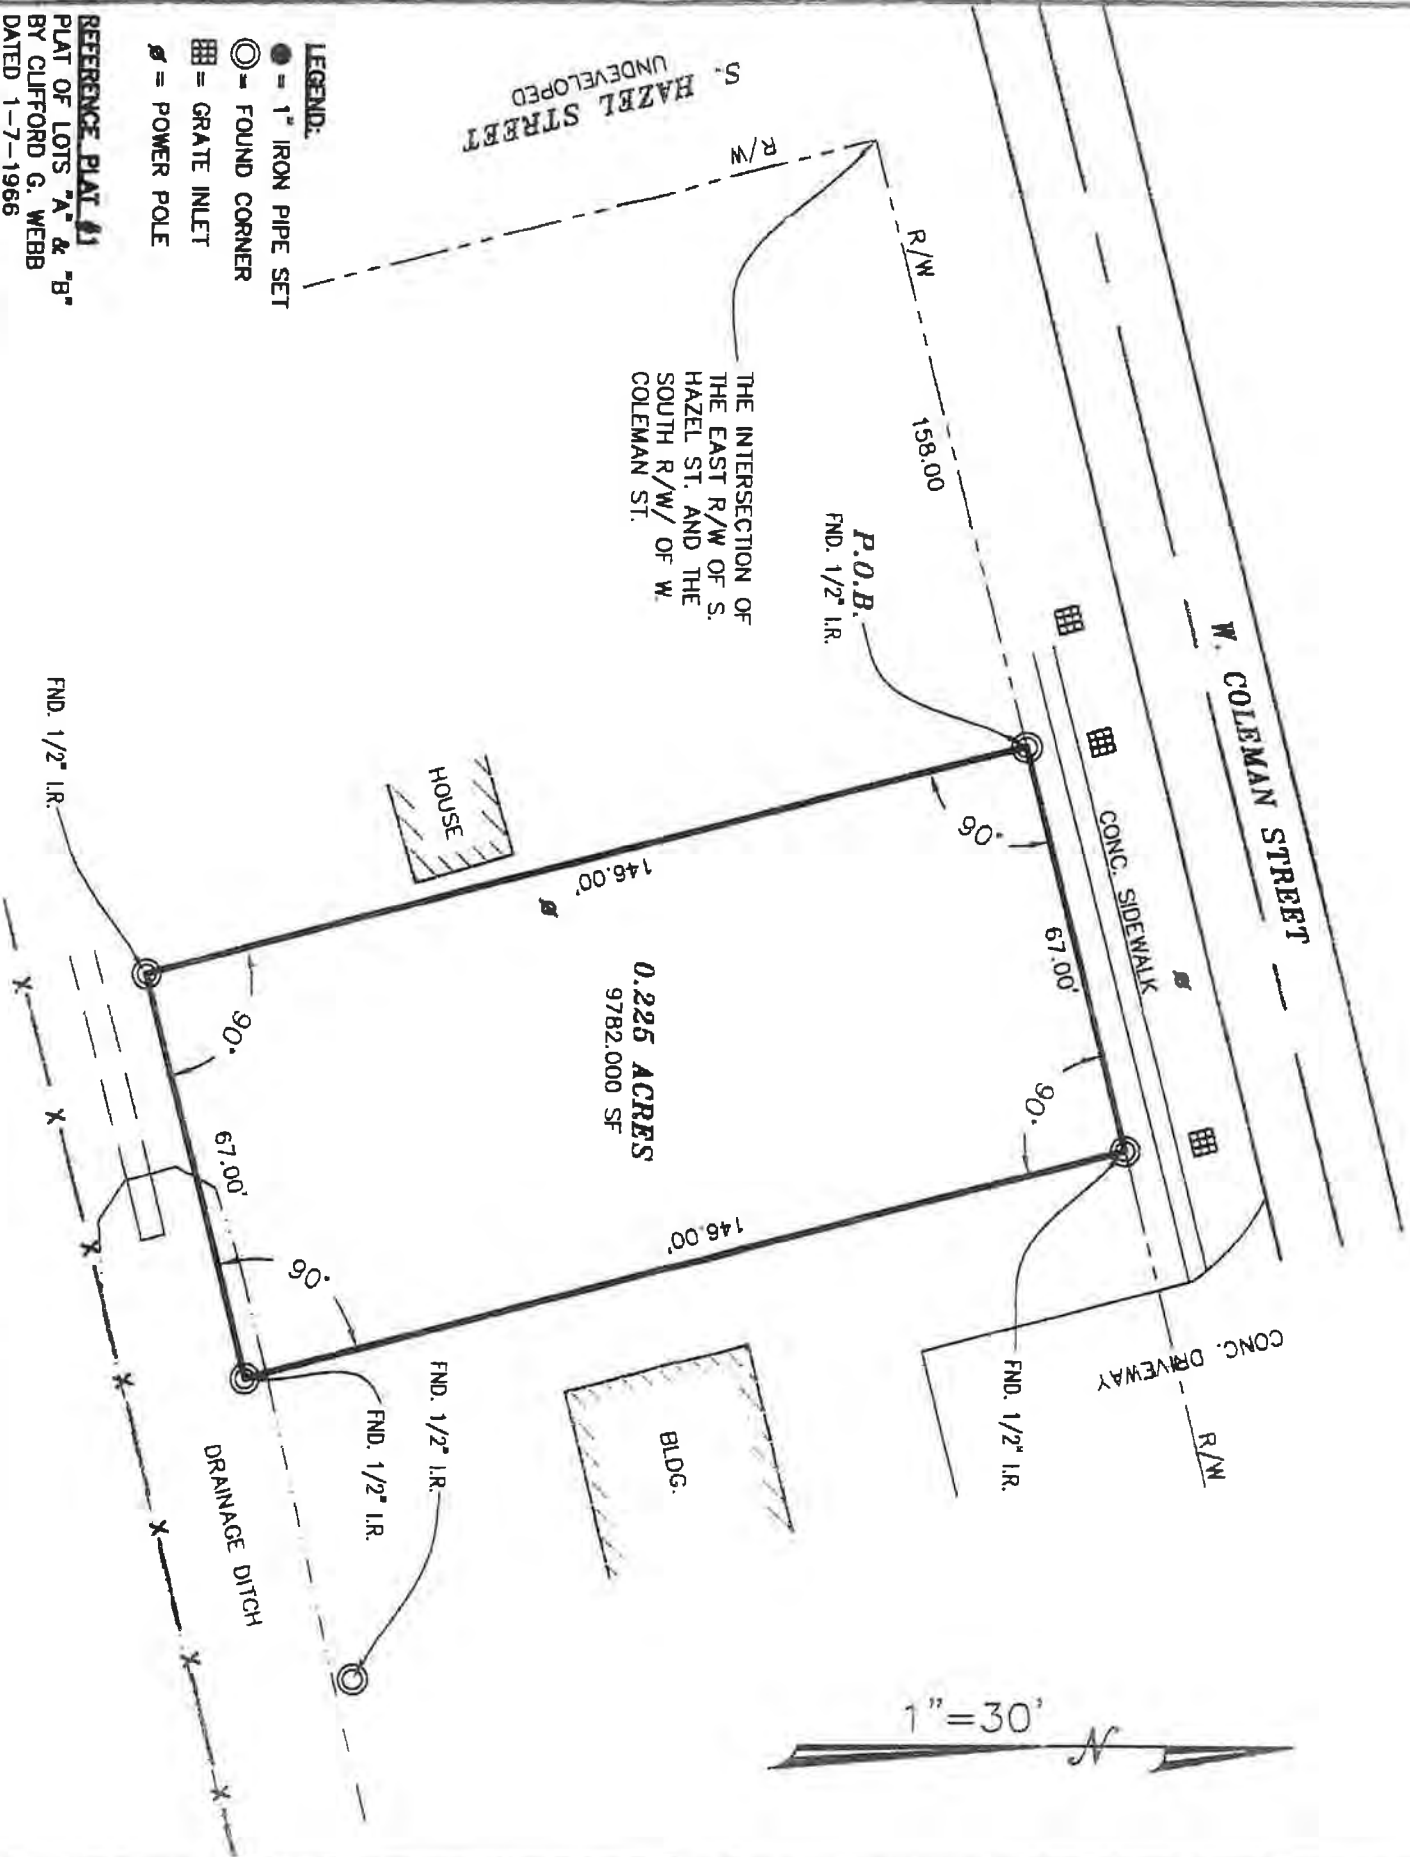 W. COLEMAN STREET
S. HAZEL STREET
UNDEVELOPED
R/W
R/W
158.00
THE INTERSECTION OF
THE EAST R/W OF S.
HAZEL ST. AND THE
SOUTH R/W/ OF W.
COLEMAN ST.
P.O.B.
FND. 1/2" I.R.
CONC. SIDEWALK
67.00'
90°
90°
FND. 1/2" I.R.
CONC. DRIVEWAY
R/W
HOUSE
146.00'
0.225 ACRES
9782.000 SF
146.00'
BLDG.
90°
90°
67.00'
FND. 1/2" I.R.
FND. 1/2" I.R.
FND. 1/2" I.R.
DRAINAGE DITCH
X X X X X X X
1"=30'
N
LEGEND:
= 1" IRON PIPE SET
= FOUND CORNER
= GRATE INLET
= POWER POLE
REFERENCE PLAT #1
PLAT OF LOTS "A" & "B"
BY CLIFFORD G. WEBB
DATED 1-7-1966